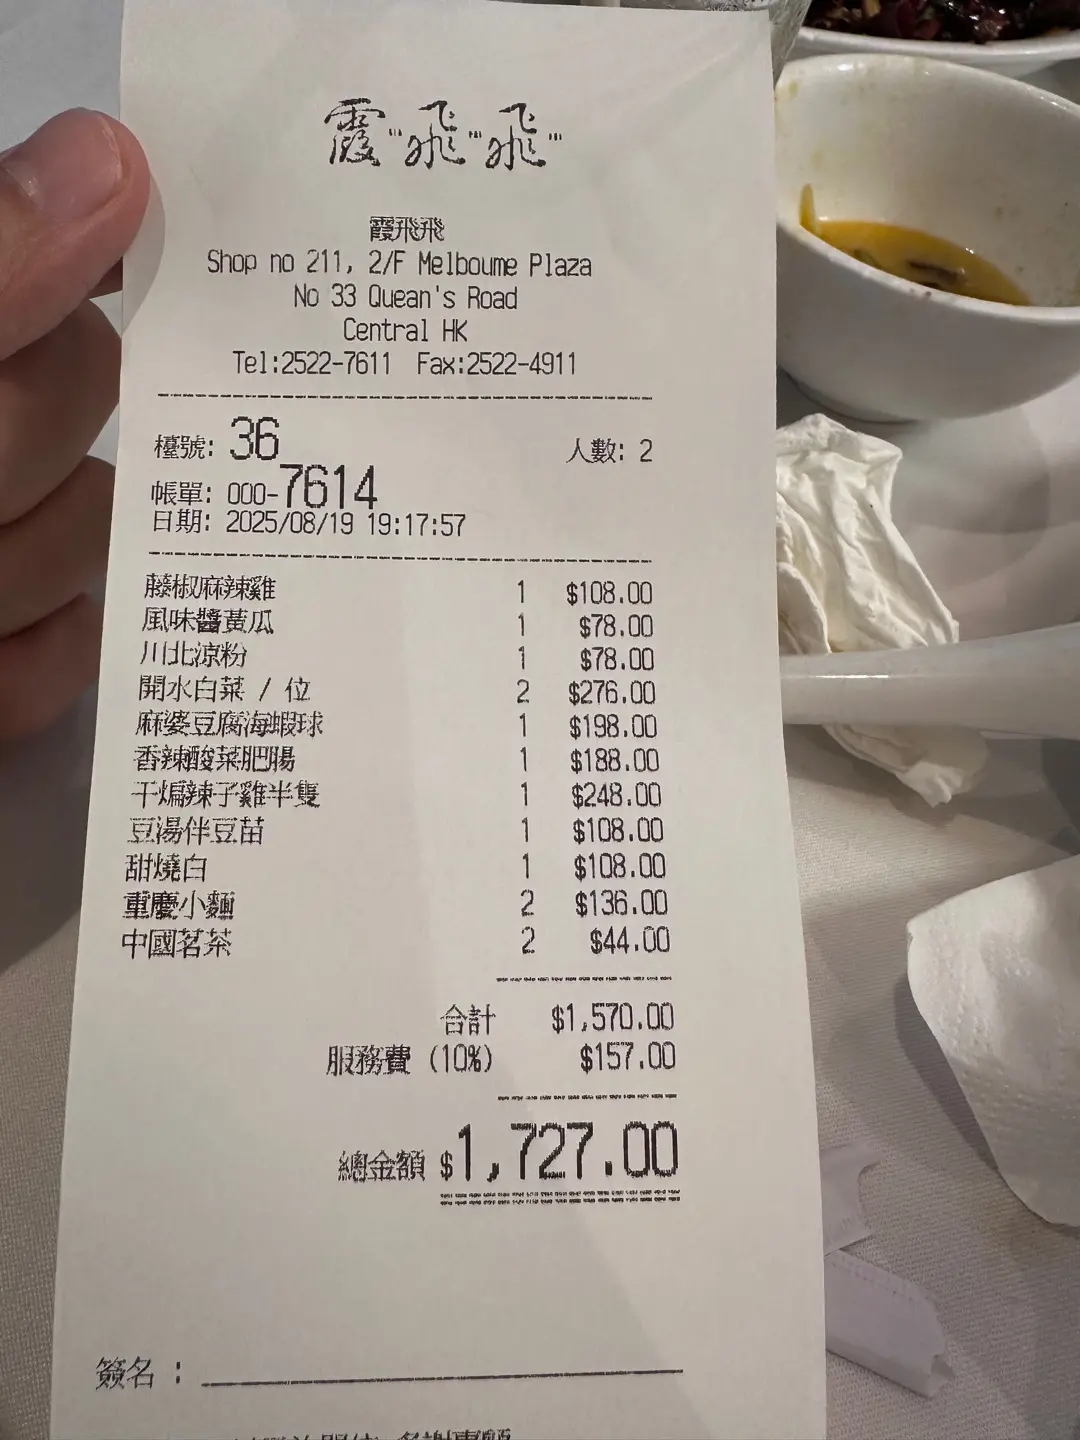 霞飛飛
霞飛飛
Shop no 211, 2/F Melboume Plaza
No 33 Quean's Road
Central HK
Tel:2522-7611 Fax:2522-4911
檯號: 36 人數: 2
帳單: 000-7614
日期: 2025/08/19 19:17:57
藤椒麻辣雞 1 $108.00
風味醬黃瓜 1 $78.00
川北涼粉 1 $78.00
開水白菜 / 位 2 $276.00
麻婆豆腐海蝦球 1 $198.00
香辣酸菜肥腸 1 $188.00
干煸辣子雞半隻 1 $248.00
豆湯伴豆苗 1 $108.00
甜燒白 1 $108.00
重慶小麵 2 $136.00
中國茗茶 2 $44.00
合計 $1,570.00
服務費 (10%) $157.00
總金額 $1,727.00
簽名 :